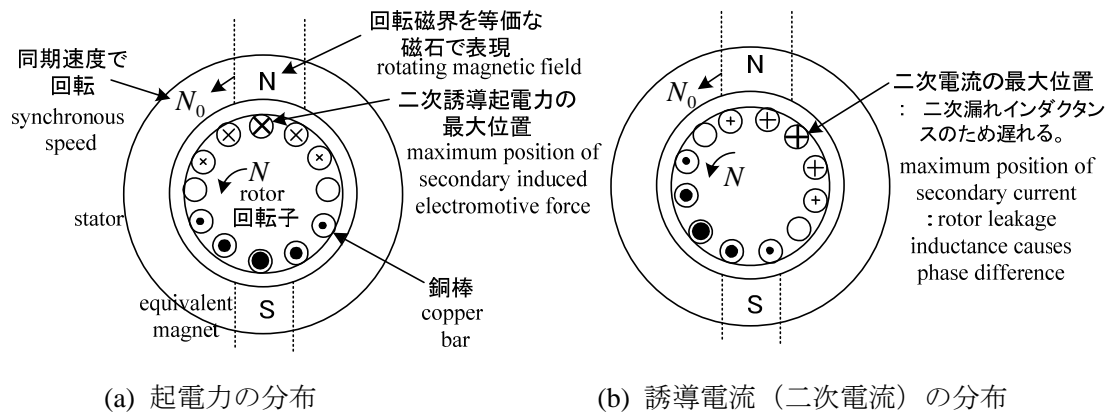 同期速度で
回転
synchronous
speed
N₀
N
回転磁界を等価な
磁石で表現
rotating magnetic field
二次誘導起電力の
最大位置
maximum position of
secondary induced
electromotive force
N
rotor
回転子
stator
銅棒
copper
bar
equivalent
magnet
S
(a) 起電力の分布
N
N₀
二次電流の最大位置
： 二次漏れインダクタン
スのため遅れる。
maximum position of
secondary current
: rotor leakage
inductance causes
phase difference
N
S
(b) 誘導電流（二次電流）の分布